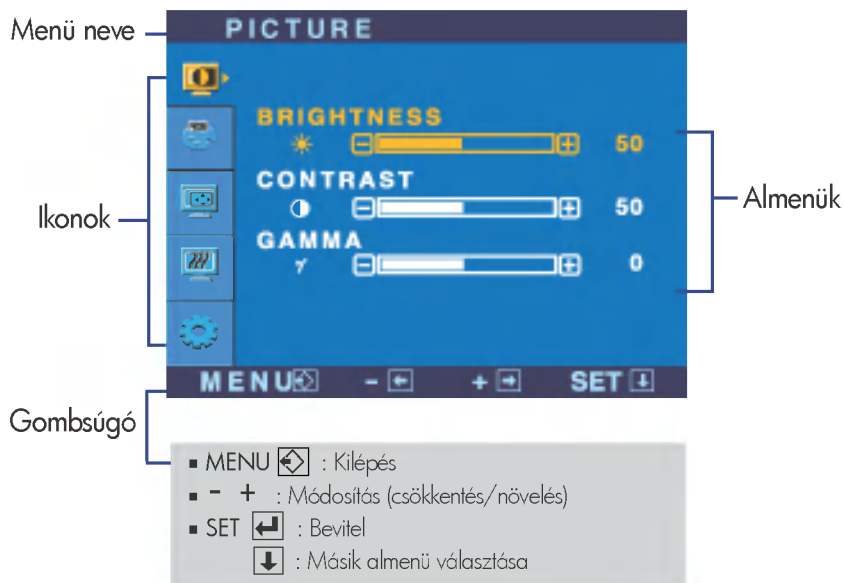 Menü neve
PICTURE
BRIGHTNESS
50
CONTRAST
50
Ikonok
Almenük
GAMMA
γ
0
MENU - + SET
Gombsúgó
MENU : Kilépés
- + : Módosítás (csökkentés/növelés)
SET : Bevitel
: Másik almenü választása